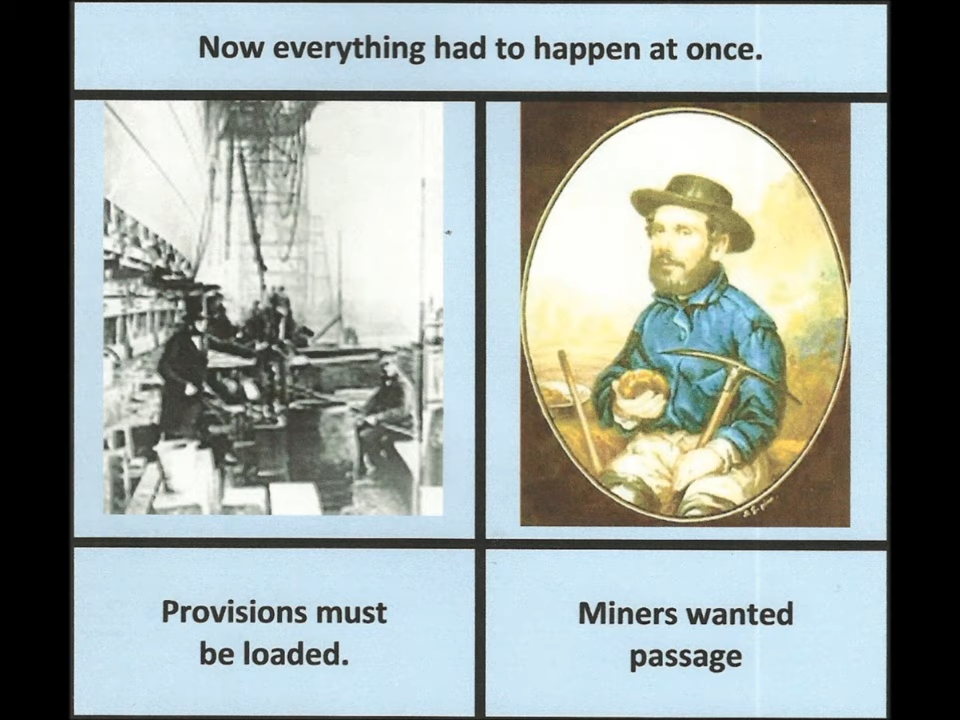 Now everything had to happen at once.
Provisions must
be loaded.
Miners wanted
passage